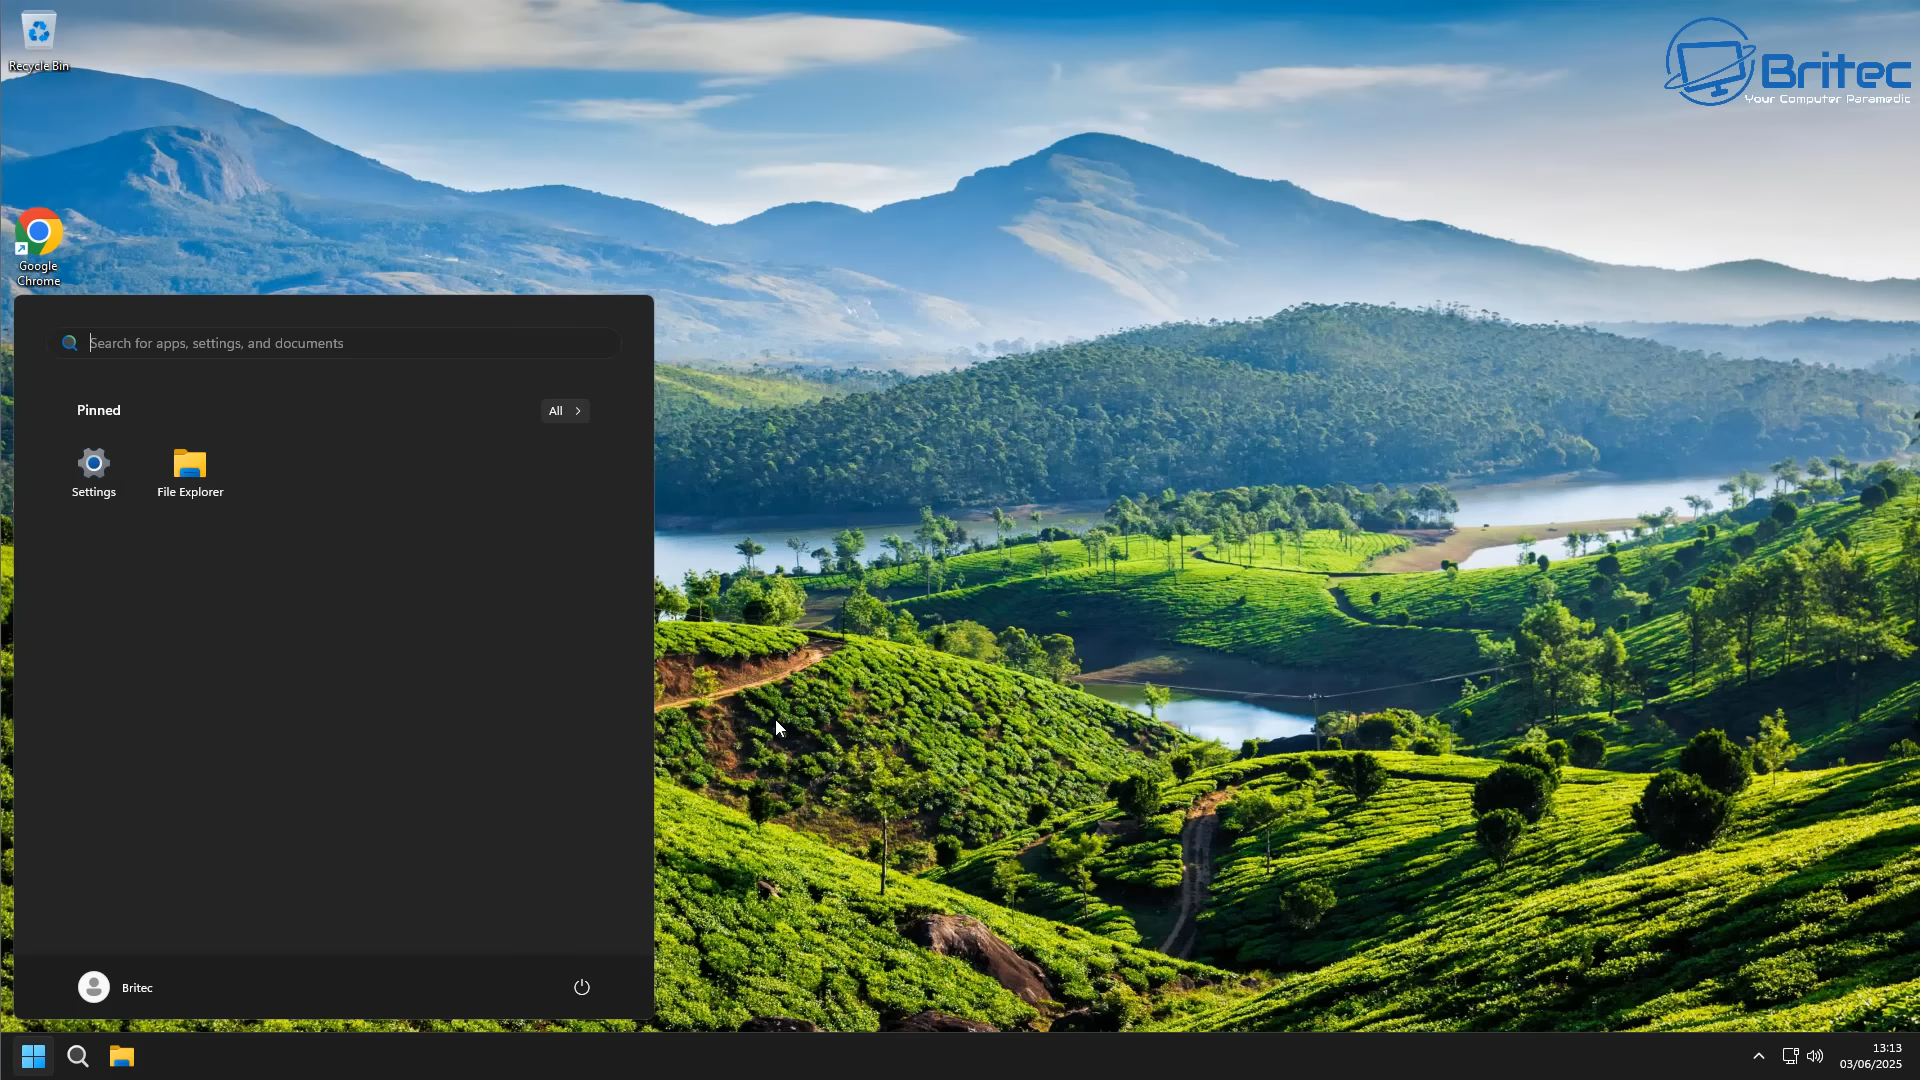 Recycle Bin
Britec
Your Computer Paramedic
Google
Chrome
Search for apps, settings, and documents
Pinned
All
Settings
File Explorer
Britec
13:13
03/06/2025